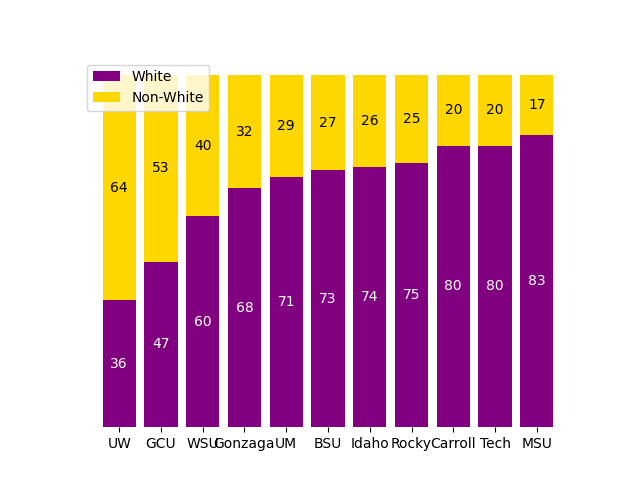 White
Non-White
64 53 40 32 29 27 26 25 20 20 17
36 47 60 68 71 73 74 75 80 80 83
UW GCU WSU Gonzaga UM BSU Idaho Rocky Carroll Tech MSU